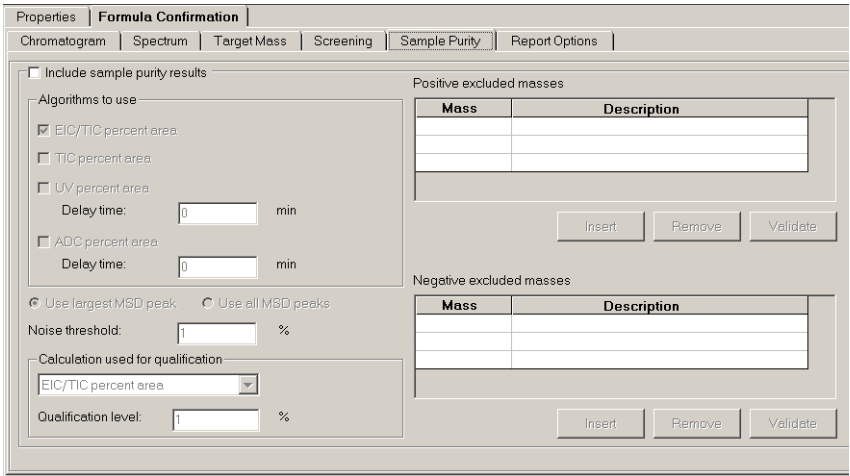 Properties Formula Confirmation
Chromatogram Spectrum Target Mass Screening Sample Purity Report Options
Include sample purity results
Algorithms to use
EIC/TIC percent area
TIC percent area
UV percent area
Delay time: 0 min
ADC percent area
Delay time: 0 min
Use largest MSD peak Use all MSD peaks
Noise threshold: 1 %
Calculation used for qualification
EIC/TIC percent area
Qualification level: 1 %
Positive excluded masses
Mass Description
Insert Remove Validate
Negative excluded masses
Mass Description
Insert Remove Validate